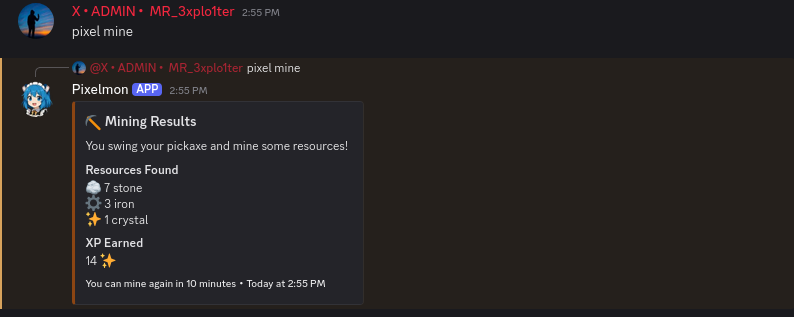 X • ADMIN • MR_3xplo1ter 2:55 PM
pixel mine
@X • ADMIN • MR_3xplo1ter pixel mine
Pixelmon APP 2:55 PM
Mining Results
You swing your pickaxe and mine some resources!
Resources Found
7 stone
3 iron
1 crystal
XP Earned
14
You can mine again in 10 minutes • Today at 2:55 PM